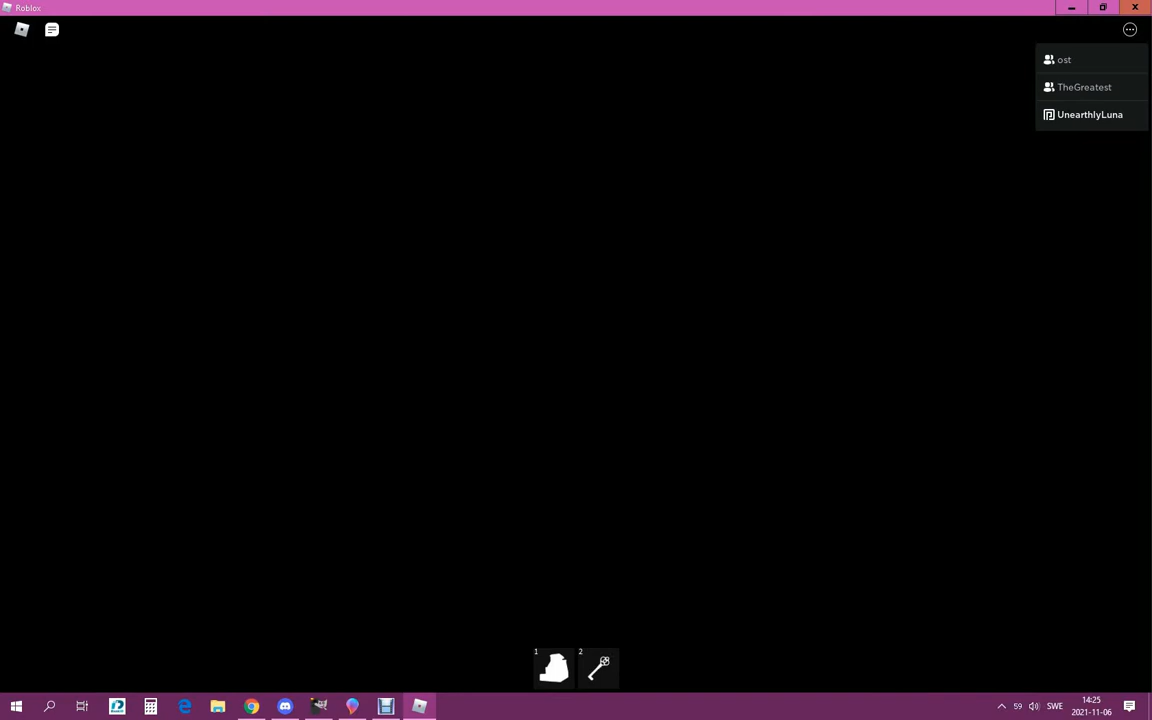 Roblox
ost
TheGreatest
UnearthlyLuna
1
2
59
SWE
14:25
2021-11-06